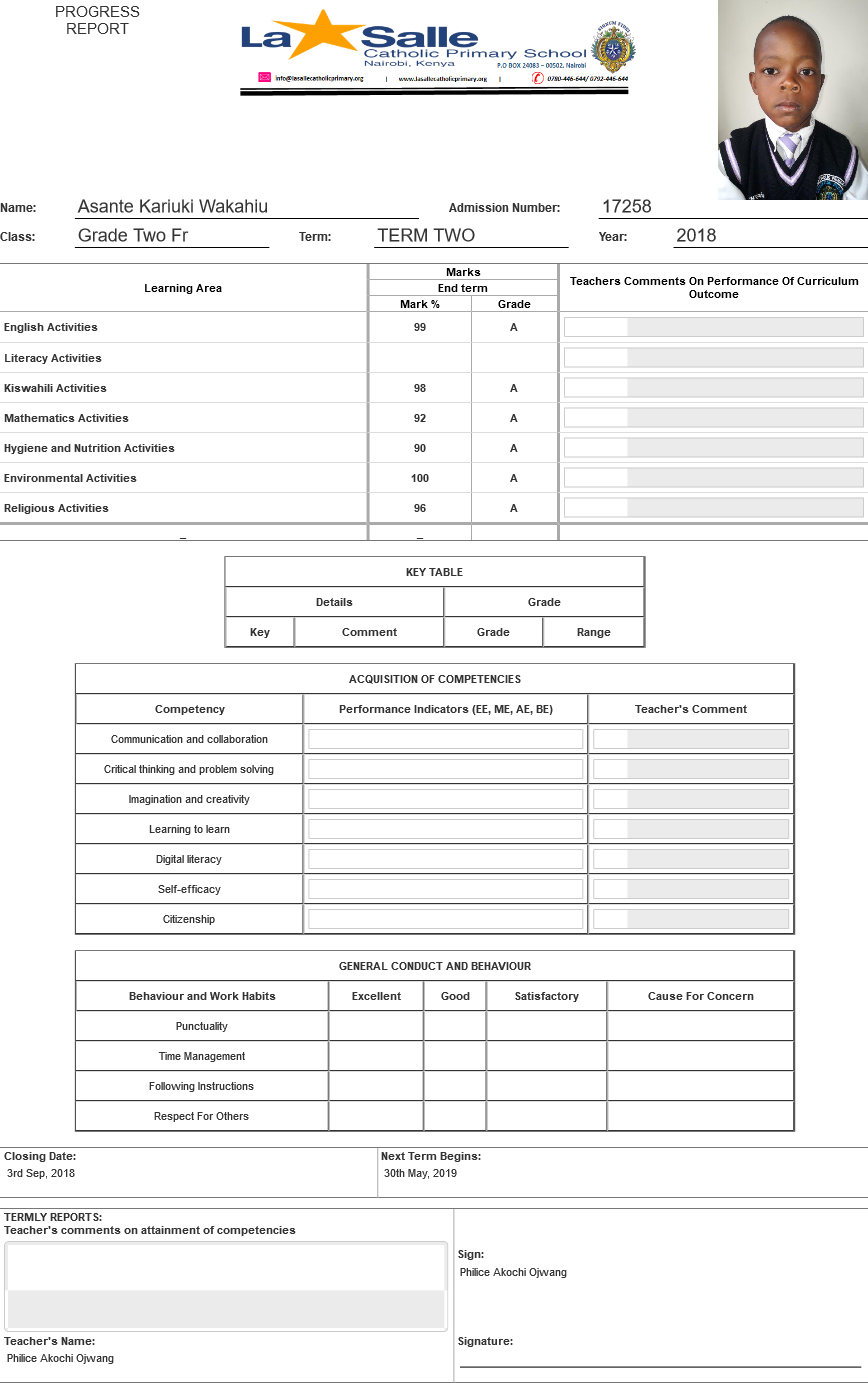 PROGRESS
REPORT
La Salle
Catholic Primary School
Nairobi, Kenya
P.O BOX 24083 – 00502, Nairobi
info@lasallecatholicprimary.org | www.lasallecatholicprimary.org | 0780-446-644/ 0792-446-644
Name: Asante Kariuki Wakahiu Admission Number: 17258
Class: Grade Two Fr Term: TERM TWO Year: 2018
Learning Area Marks Teachers Comments On Performance Of Curriculum Outcome
End term
Mark % Grade
English Activities 99 A
Literacy Activities
Kiswahili Activities 98 A
Mathematics Activities 92 A
Hygiene and Nutrition Activities 90 A
Environmental Activities 100 A
Religious Activities 96 A
_ _
KEY TABLE
Details Grade
Key Comment Grade Range
ACQUISITION OF COMPETENCIES
Competency Performance Indicators (EE, ME, AE, BE) Teacher's Comment
Communication and collaboration
Critical thinking and problem solving
Imagination and creativity
Learning to learn
Digital literacy
Self-efficacy
Citizenship
GENERAL CONDUCT AND BEHAVIOUR
Behaviour and Work Habits Excellent Good Satisfactory Cause For Concern
Punctuality
Time Management
Following Instructions
Respect For Others
Closing Date: Next Term Begins:
3rd Sep, 2018 30th May, 2019
TERMLY REPORTS:
Teacher's comments on attainment of competencies
Sign:
Philice Akochi Ojwang
Teacher's Name: Signature:
Philice Akochi Ojwang